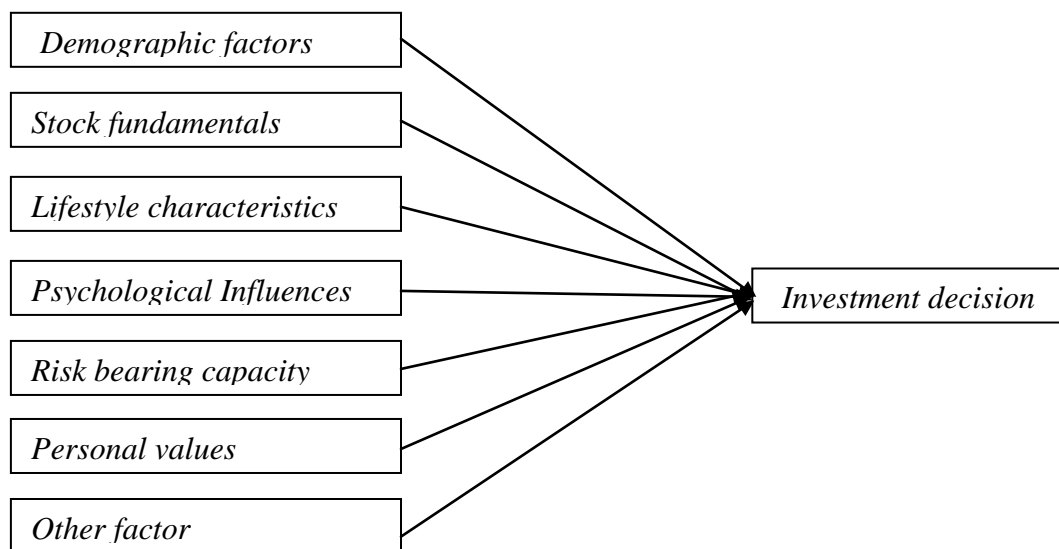 Demographic factors
Stock fundamentals
Lifestyle characteristics
Psychological Influences
Investment decision
Risk bearing capacity
Personal values
Other factor